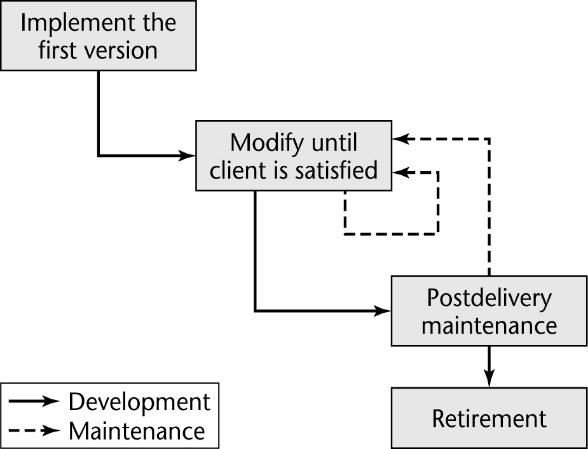 Implement the
first version
Modify until
client is satisfied
Postdelivery
maintenance
Retirement
Development
Maintenance